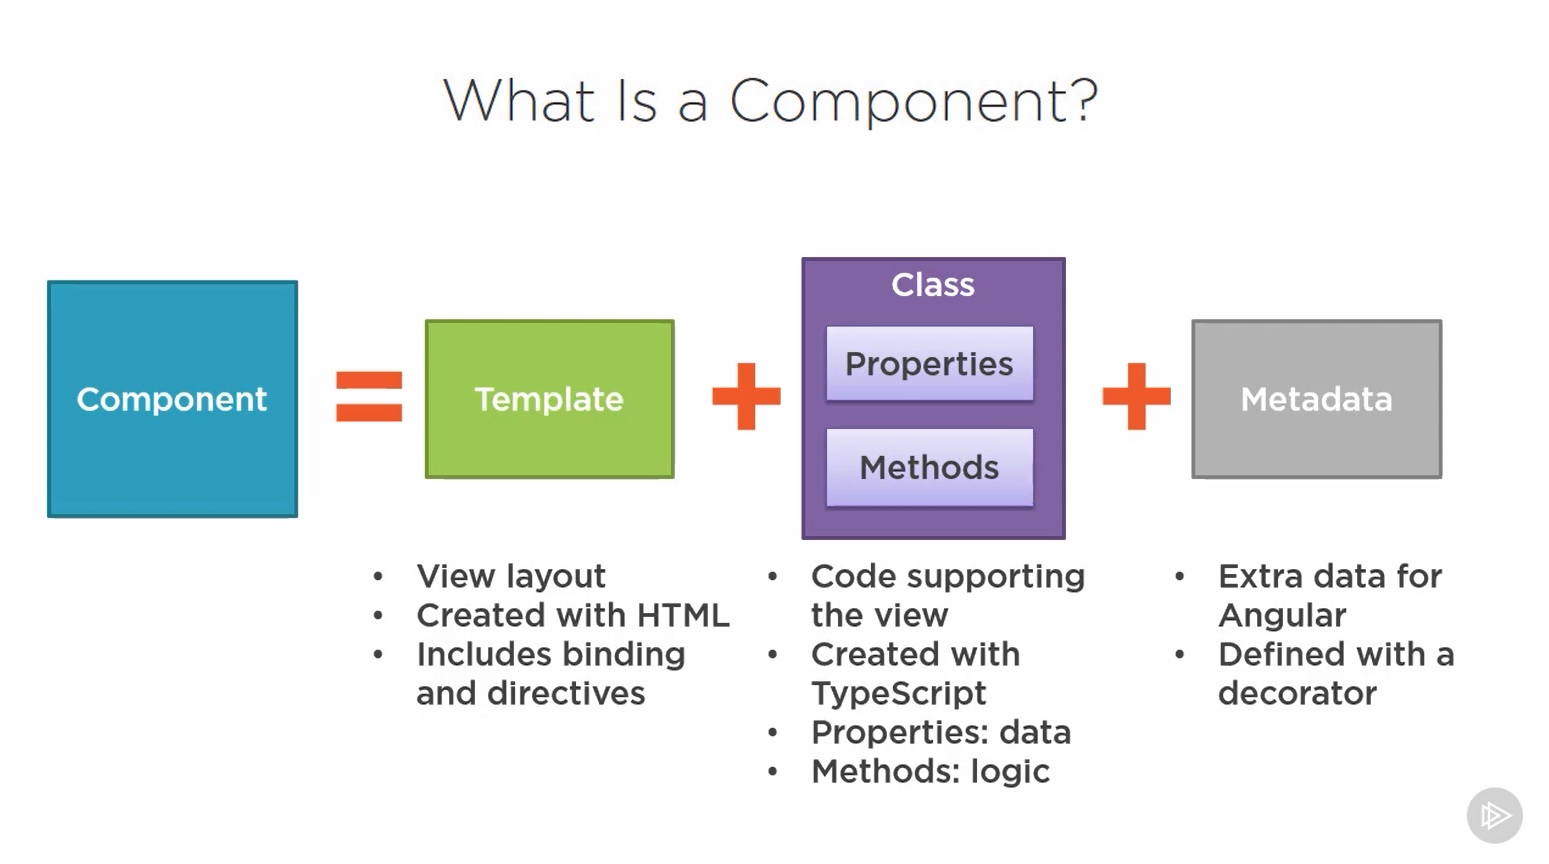 What Is a Component?
Component
Template
Class
Properties
Methods
Metadata
• View layout
• Created with HTML
• Includes binding
and directives
• Code supporting
the view
• Created with
TypeScript
• Properties: data
• Methods: logic
• Extra data for
Angular
• Defined with a
decorator